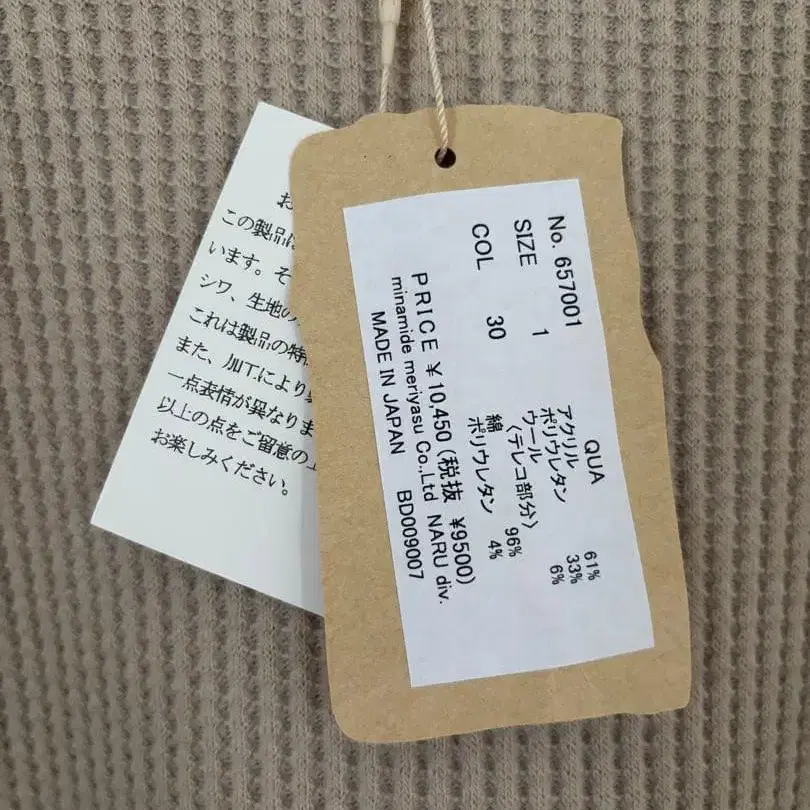 お
この製品は
います。そ
シワ、生地の
これは製品の特
また、加工により
一点表情が異なりま
以上の点をご留意の上
お楽しみください。
No. 657001
SIZE 1
COL 30
QUA
アクリル 61%
ポリウレタン 33%
ウール 6%
〈テレコ部分〉
綿 96%
ポリウレタン 4%
PRICE ¥10,450 (税抜 ¥9500)
minamide meriyasu Co.,Ltd NARU div.
MADE IN JAPAN BD009007